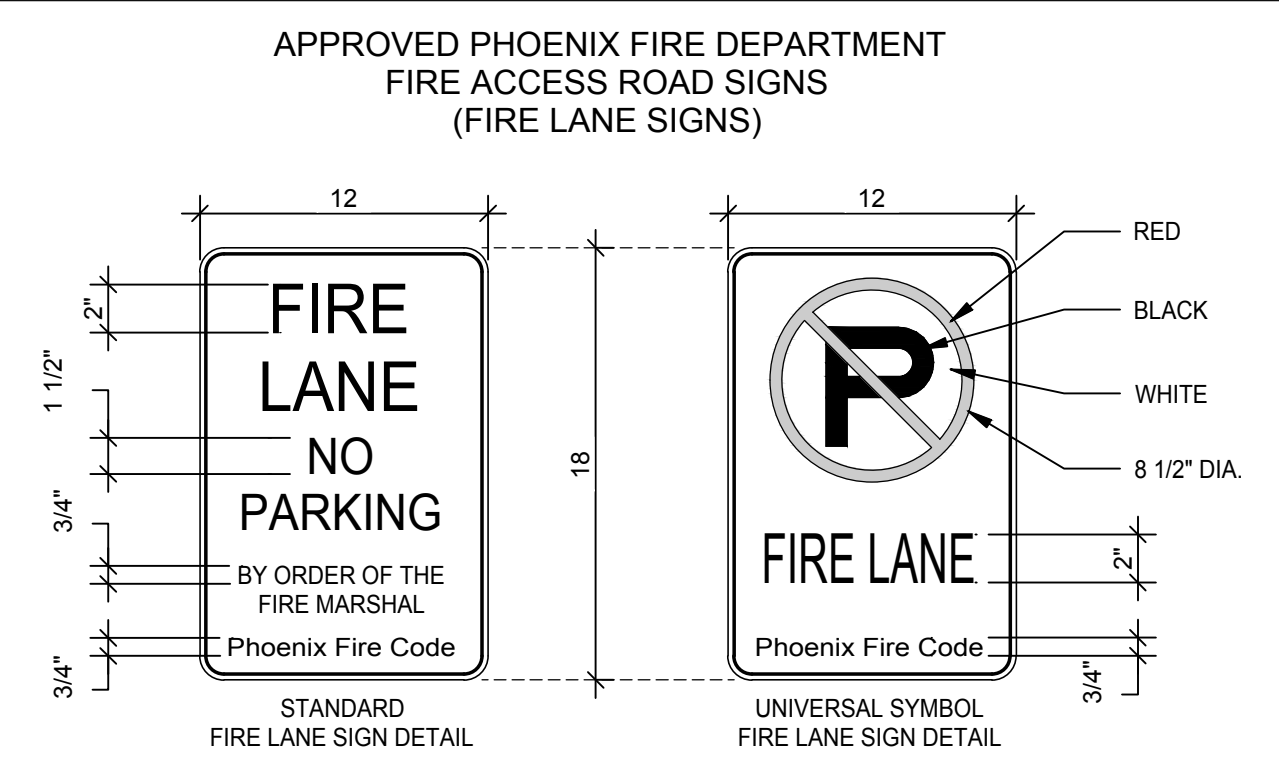 APPROVED PHOENIX FIRE DEPARTMENT
FIRE ACCESS ROAD SIGNS
(FIRE LANE SIGNS)
12
2"
1 1/2"
3/4"
3/4"
FIRE
LANE
NO
PARKING
BY ORDER OF THE
FIRE MARSHAL
Phoenix Fire Code
STANDARD
FIRE LANE SIGN DETAIL
18
12
P
RED
BLACK
WHITE
8 1/2" DIA.
FIRE LANE
2"
Phoenix Fire Code
3/4"
UNIVERSAL SYMBOL
FIRE LANE SIGN DETAIL